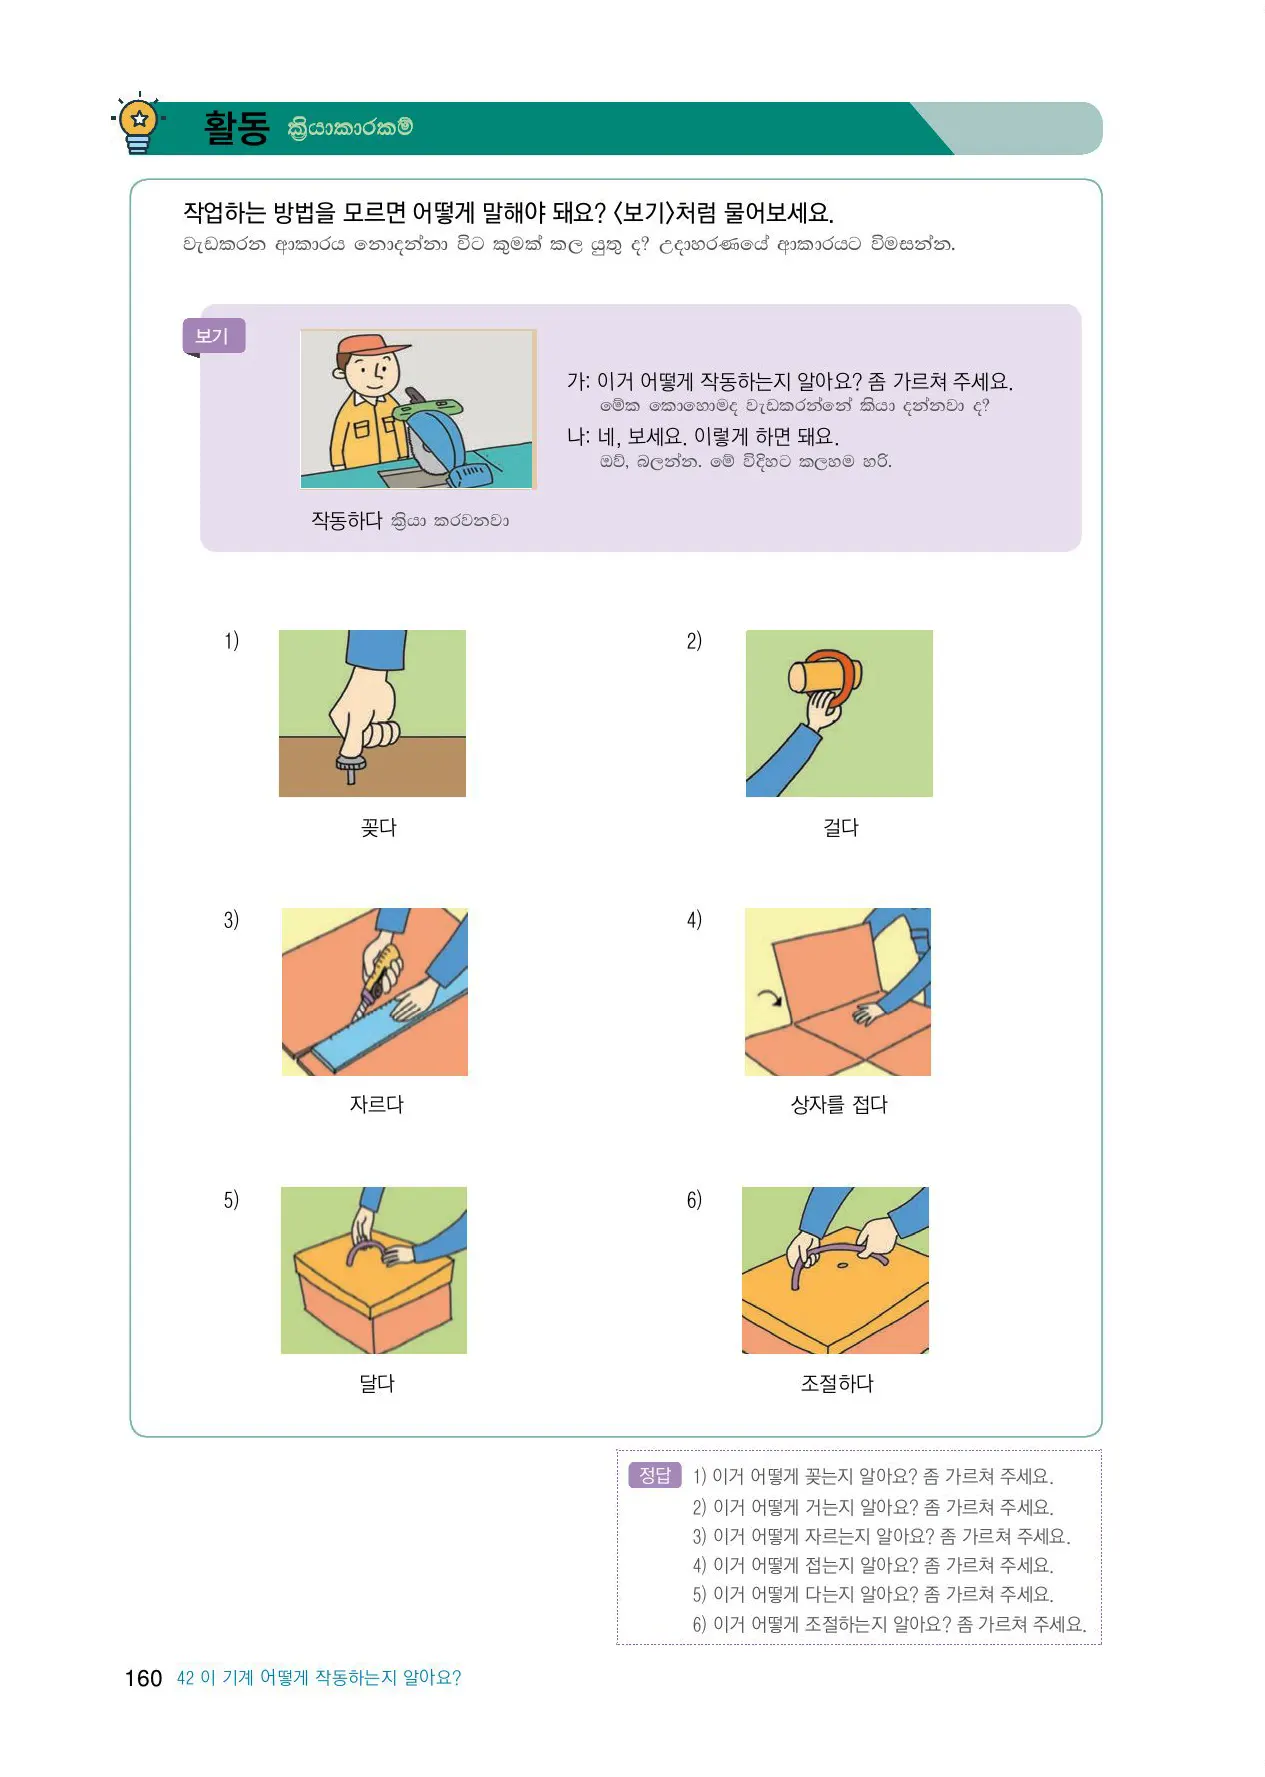 활동 ක්‍රියාකාරකම්
작업하는 방법을 모르면 어떻게 말해야 돼요? 〈보기〉처럼 물어보세요.
වැඩකරන ආකාරය නොදන්නා විට කුමක් කල යුතු ද? උදාහරණයේ ආකාරයට විමසන්න.
보기
가: 이거 어떻게 작동하는지 알아요? 좀 가르쳐 주세요.
මේක කොහොමද වැඩකරන්නේ කියා දන්නවා ද?
나: 네, 보세요. 이렇게 하면 돼요.
ඔව්, බලන්න. මේ විදිහට කලහම හරි.
작동하다 ක්‍රියා කරවනවා
1)
2)
꽂다
걸다
3)
4)
자르다
상자를 접다
5)
6)
달다
조절하다
정답 1) 이거 어떻게 꽂는지 알아요? 좀 가르쳐 주세요.
2) 이거 어떻게 거는지 알아요? 좀 가르쳐 주세요.
3) 이거 어떻게 자르는지 알아요? 좀 가르쳐 주세요.
4) 이거 어떻게 접는지 알아요? 좀 가르쳐 주세요.
5) 이거 어떻게 다는지 알아요? 좀 가르쳐 주세요.
6) 이거 어떻게 조절하는지 알아요? 좀 가르쳐 주세요.
160 42 이 기계 어떻게 작동하는지 알아요?